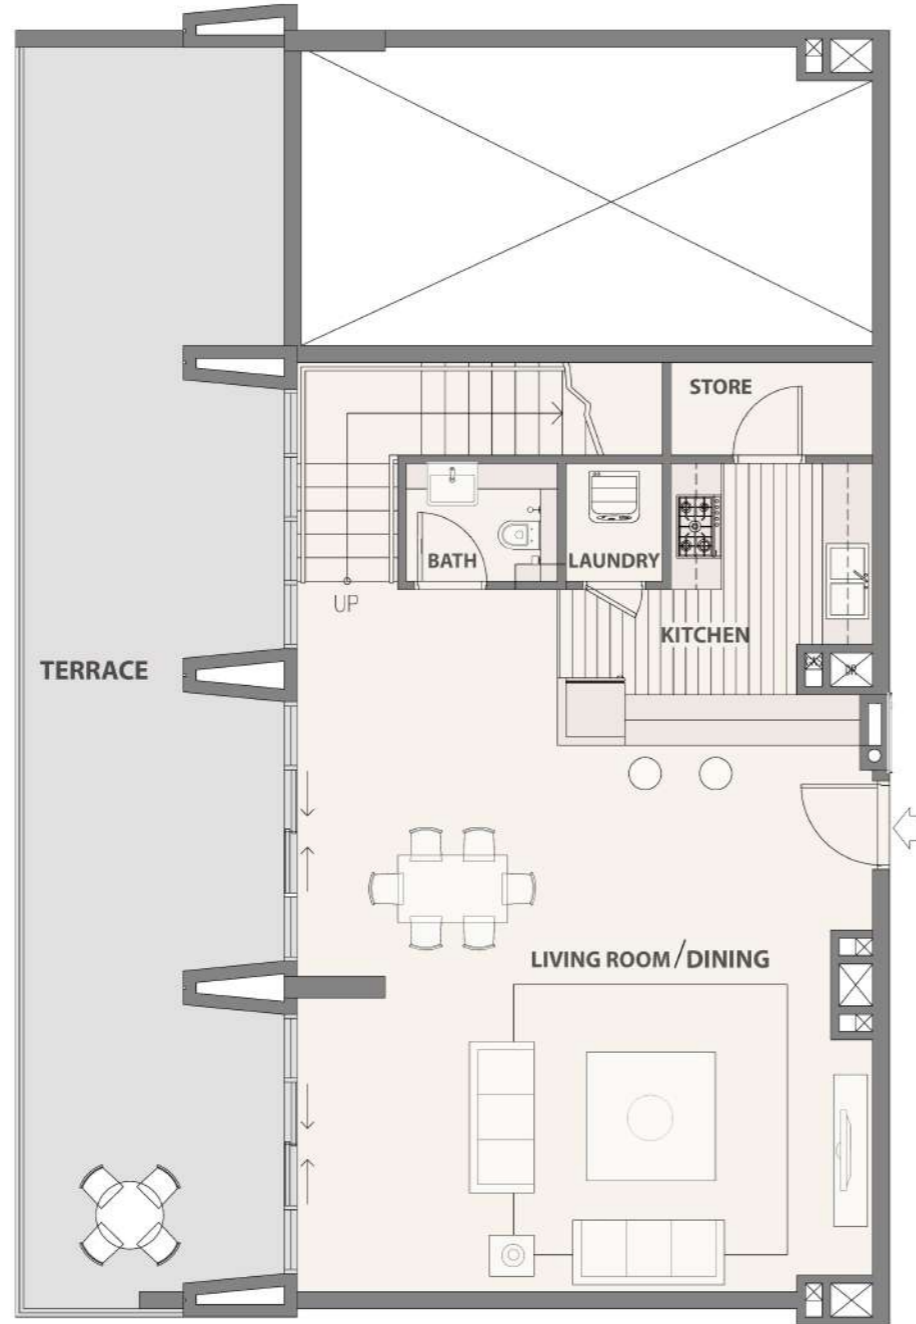 STORE
BATH
LAUNDRY
UP
KITCHEN
TERRACE
LIVING ROOM/DINING